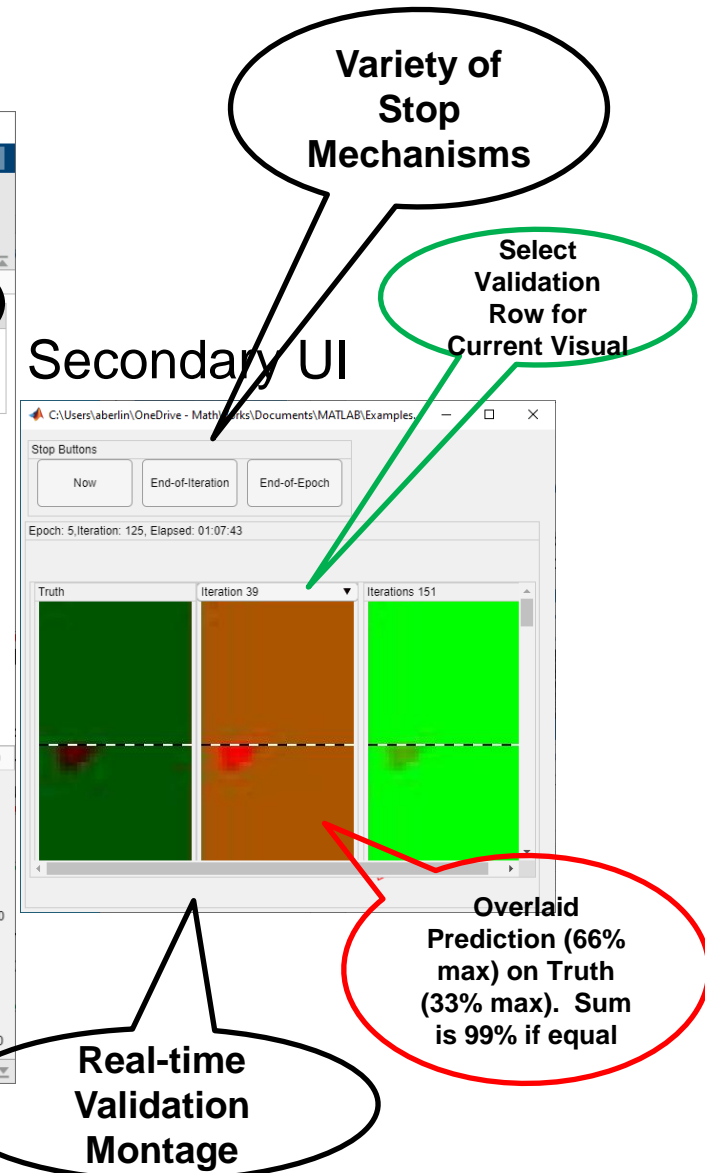 Variety of
Stop
Mechanisms
Select
Validation
Row for
Current Visual
Secondary UI
C:\Users\aberlin\OneDrive - MathWorks\Documents\MATLAB\Examples.
Stop Buttons
Now
End-of-Iteration
End-of-Epoch
Epoch: 5,Iteration: 125, Elapsed: 01:07:43
Truth
Iteration 39
Iterations 151
Overlaid
Prediction (66%
max) on Truth
(33% max). Sum
is 99% if equal
Real-time
Validation
Montage